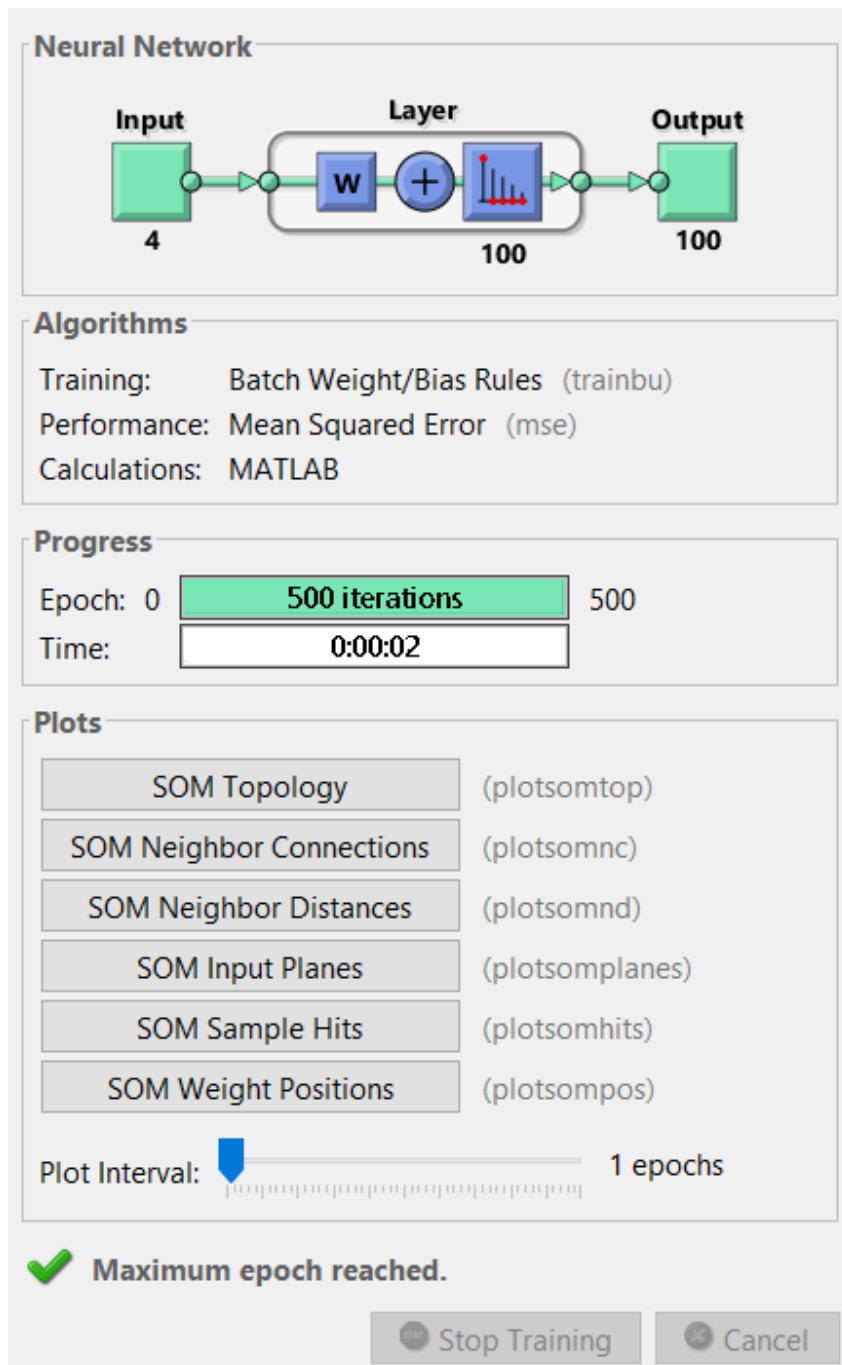 Neural Network
Input
Layer
Output
W
+
4
100
100
Algorithms
Training: Batch Weight/Bias Rules (trainbu)
Performance: Mean Squared Error (mse)
Calculations: MATLAB
Progress
Epoch: 0 500 iterations 500
Time: 0:00:02
Plots
SOM Topology (plotsomtop)
SOM Neighbor Connections (plotsomnc)
SOM Neighbor Distances (plotsomnd)
SOM Input Planes (plotsomplanes)
SOM Sample Hits (plotsomhits)
SOM Weight Positions (plotsompos)
Plot Interval: 1 epochs
Maximum epoch reached.
STOP Stop Training Cancel